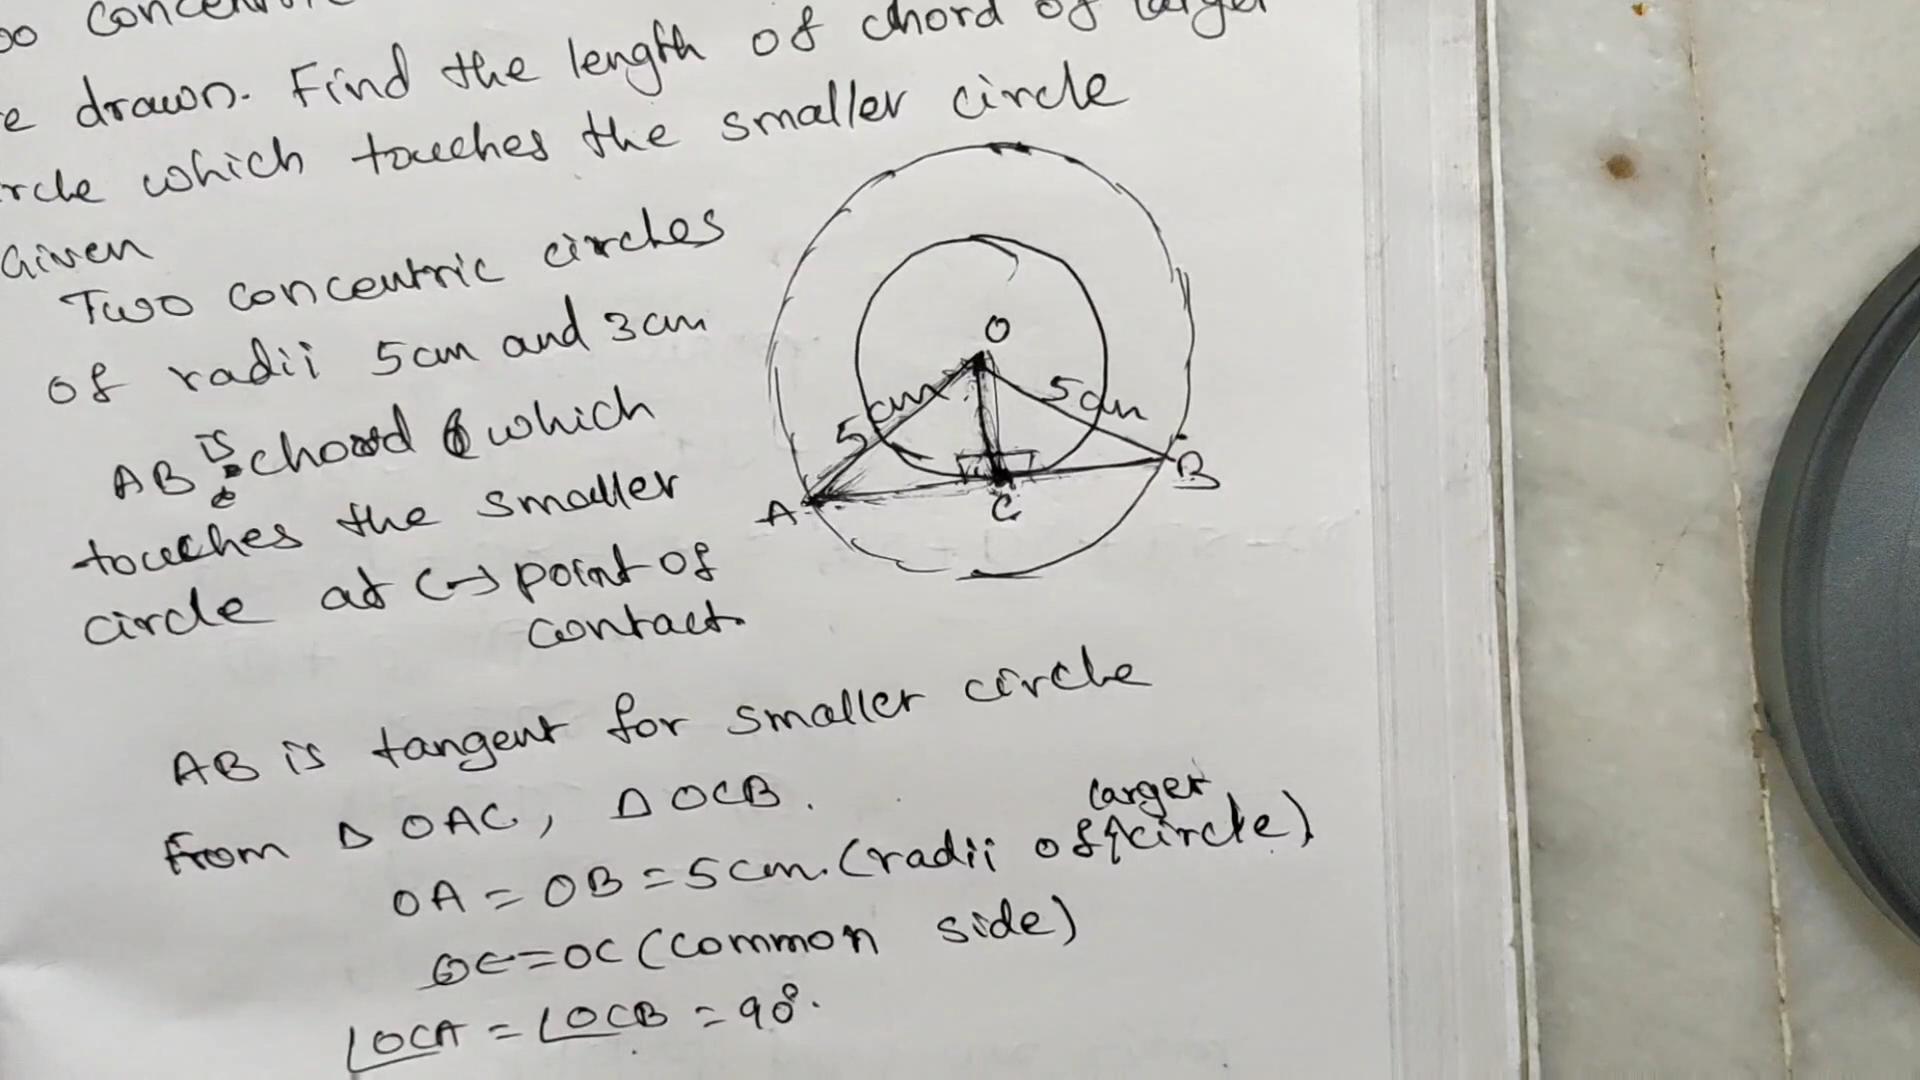 concentric
e drawn. Find the length of chord of larger
rcle which touches the smaller circle
Given
Two concentric circles
of radii 5cm and 3cm
AB is chord which
touches the smaller
circle at C→ point of
contact.
O
5cm
5cm
A
C
B
AB is tangent for smaller circle
From Δ OAC, Δ OCB.
larger
OA = OB = 5cm. (radii of circle)
OC = OC (common side)
∠OCA = ∠OCB = 90°.